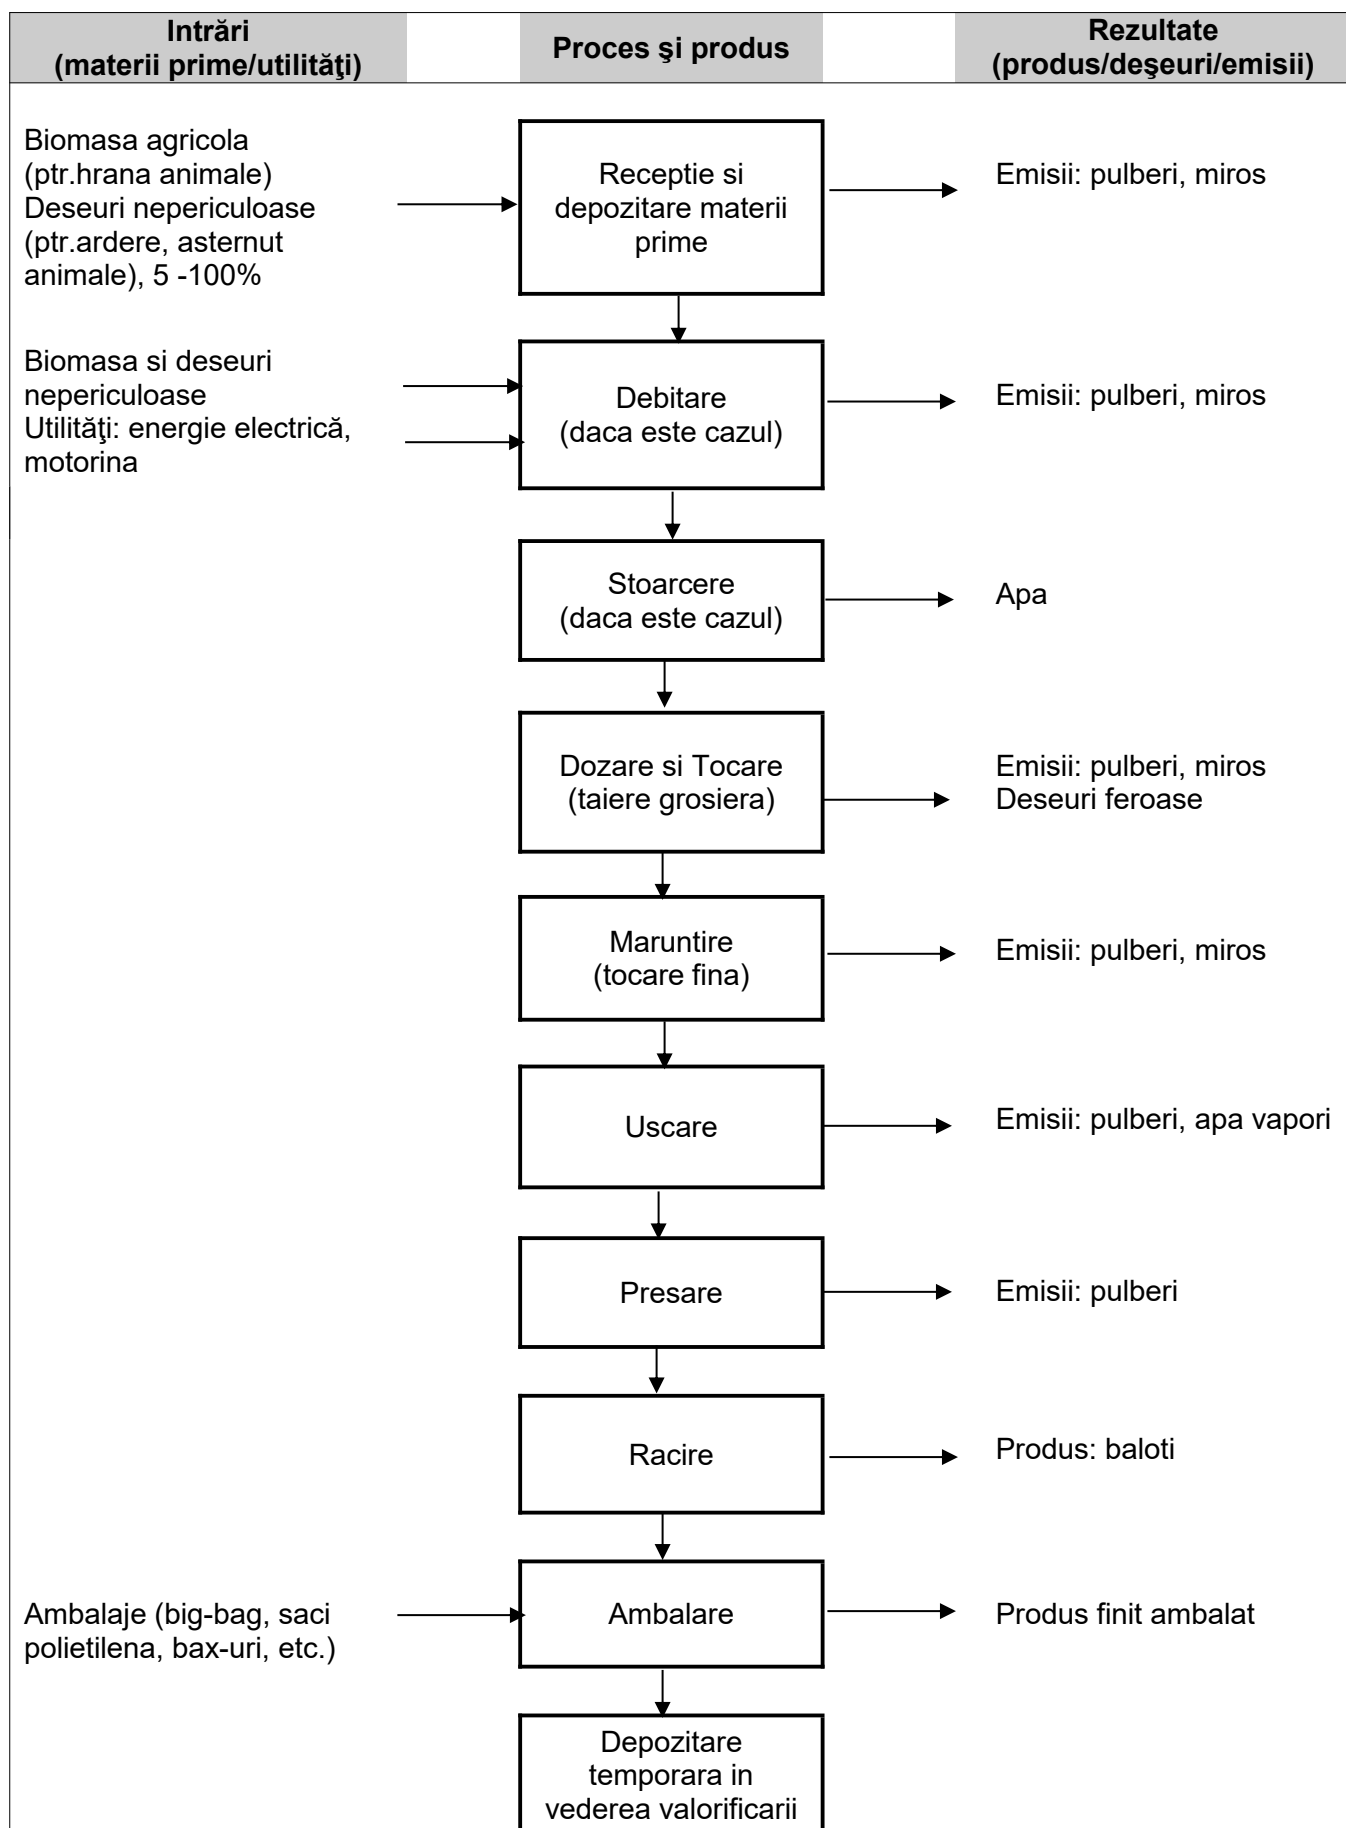 Intrări
(materii prime/utilităţi)
Proces şi produs
Rezultate
(produs/deşeuri/emisii)
Biomasa agricola
(ptr.hrana animale)
Deseuri nepericuloase
(ptr.ardere, asternut
animale), 5 -100%
Receptie si
depozitare materii
prime
Emisii: pulberi, miros
Biomasa si deseuri
nepericuloase
Utilităţi: energie electrică,
motorina
Debitare
(daca este cazul)
Emisii: pulberi, miros
Stoarcere
(daca este cazul)
Apa
Dozare si Tocare
(taiere grosiera)
Emisii: pulberi, miros
Deseuri feroase
Maruntire
(tocare fina)
Emisii: pulberi, miros
Uscare
Emisii: pulberi, apa vapori
Presare
Emisii: pulberi
Racire
Produs: baloti
Ambalaje (big-bag, saci
polietilena, bax-uri, etc.)
Ambalare
Produs finit ambalat
Depozitare
temporara in
vederea valorificarii